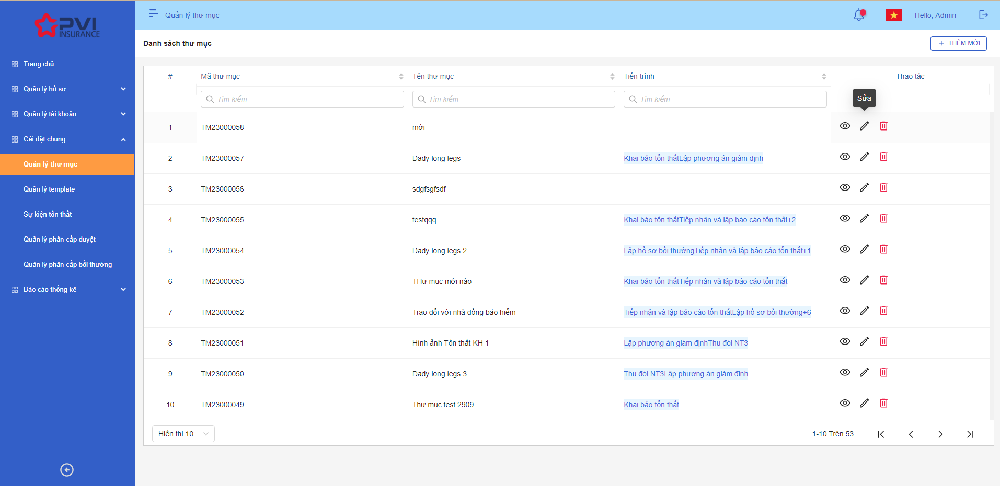 PVI
INSURANCE
Quản lý thư mục
Hello, Admin
Danh sách thư mục
THÊM MỚI
Trang chủ
Quản lý hồ sơ
Quản lý tài khoản
Cài đặt chung
Quản lý thư mục
Quản lý template
Sự kiện tổn thất
Quản lý phân cấp duyệt
Quản lý phân cấp bồi thường
Báo cáo thống kê
# Mã thư mục Tên thư mục Tiến trình Thao tác
Tìm kiếm Tìm kiếm Tìm kiếm
Sửa
1 TM23000058 mới
2 TM23000057 Dady long legs Khai báo tổn thấtLập phương án giám định
3 TM23000056 sdgfsgfsdf
4 TM23000055 testqqq Khai báo tổn thấtTiếp nhận và lập báo cáo tổn thất+2
5 TM23000054 Dady long legs 2 Lập hồ sơ bồi thườngTiếp nhận và lập báo cáo tổn thất+1
6 TM23000053 THư mục mới nào Khai báo tổn thấtTiếp nhận và lập báo cáo tổn thất
7 TM23000052 Trao đổi với nhà đồng bảo hiểm Tiếp nhận và lập báo cáo tổn thấtLập hồ sơ bồi thường+6
8 TM23000051 Hình ảnh Tổn thất KH 1 Lập phương án giám địnhThu đòi NT3
9 TM23000050 Dady long legs 3 Thu đòi NT3Lập phương án giám định
10 TM23000049 Thư mục test 2909 Khai báo tổn thất
Hiển thị 10
1-10 Trên 53